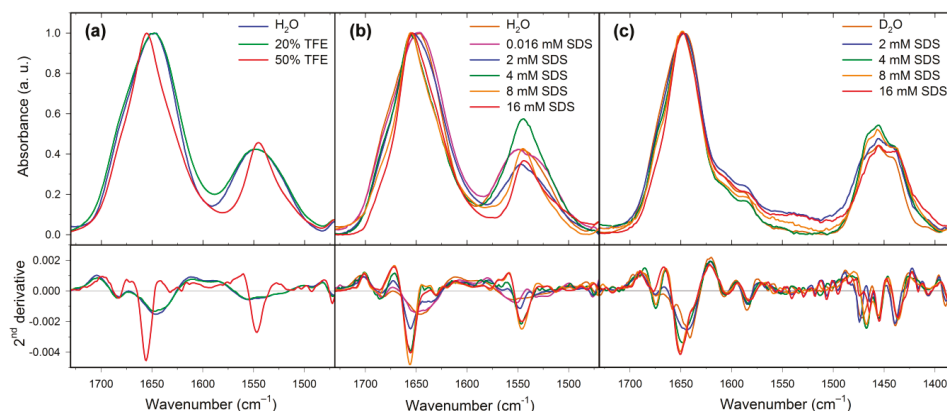 (a)
H₂O
20% TFE
50% TFE
(b)
H₂O
0.016 mM SDS
2 mM SDS
4 mM SDS
8 mM SDS
16 mM SDS
(c)
D₂O
2 mM SDS
4 mM SDS
8 mM SDS
16 mM SDS
Absorbance (a. u.)
1.0
0.8
0.6
0.4
0.2
0.0
2nd derivative
0.002
0.000
-0.002
-0.004
1700 1650 1600 1550 1500
1700 1650 1600 1550 1500
1700 1650 1600 1550 1500 1450 1400
Wavenumber (cm⁻¹)
Wavenumber (cm⁻¹)
Wavenumber (cm⁻¹)